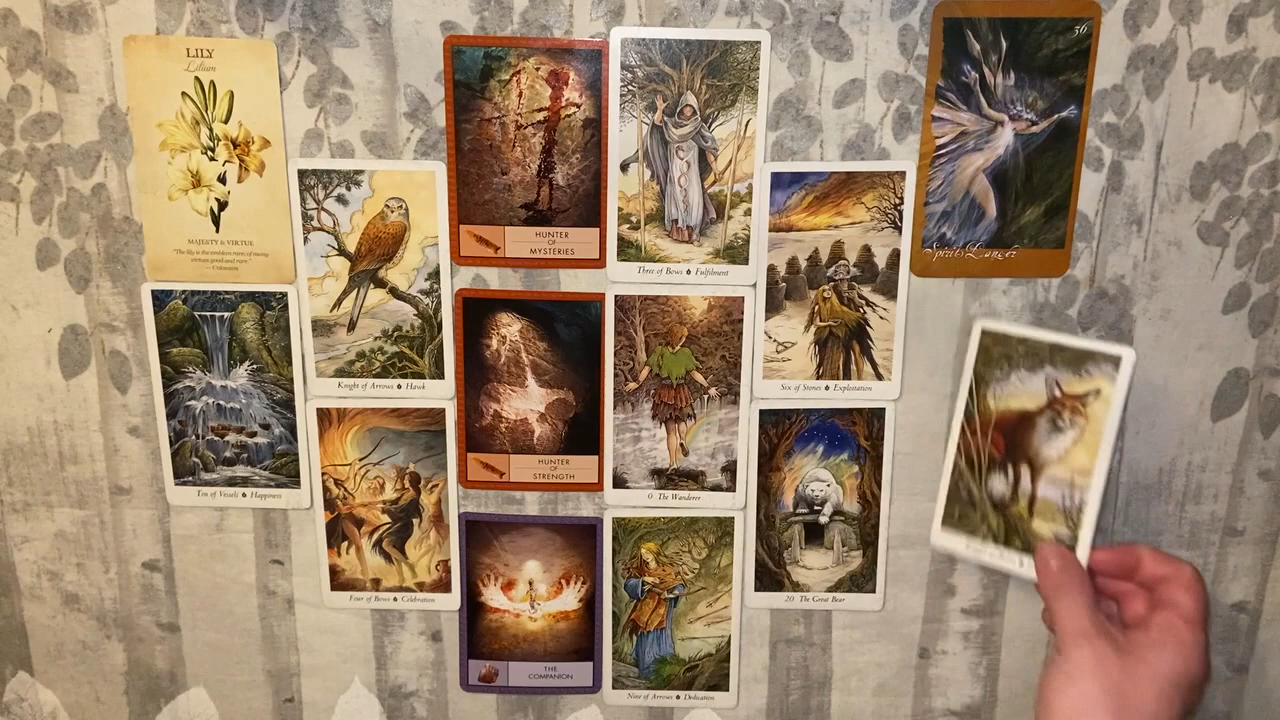 LILY
Lilium
MAJESTY & VIRTUE
"The lily is the emblem rare, of many
virtues good and rare."
— Unknown
Ten of Vessels Happiness
Knight of Arrows Hawk
Four of Bows Celebration
HUNTER
OF
MYSTERIES
HUNTER
OF
STRENGTH
THE
COMPANION
Three of Bows Fulfilment
0 The Wanderer
Nine of Arrows Dedication
Six of Stones Exploitation
20 The Great Bear
36
Spirit Dancer